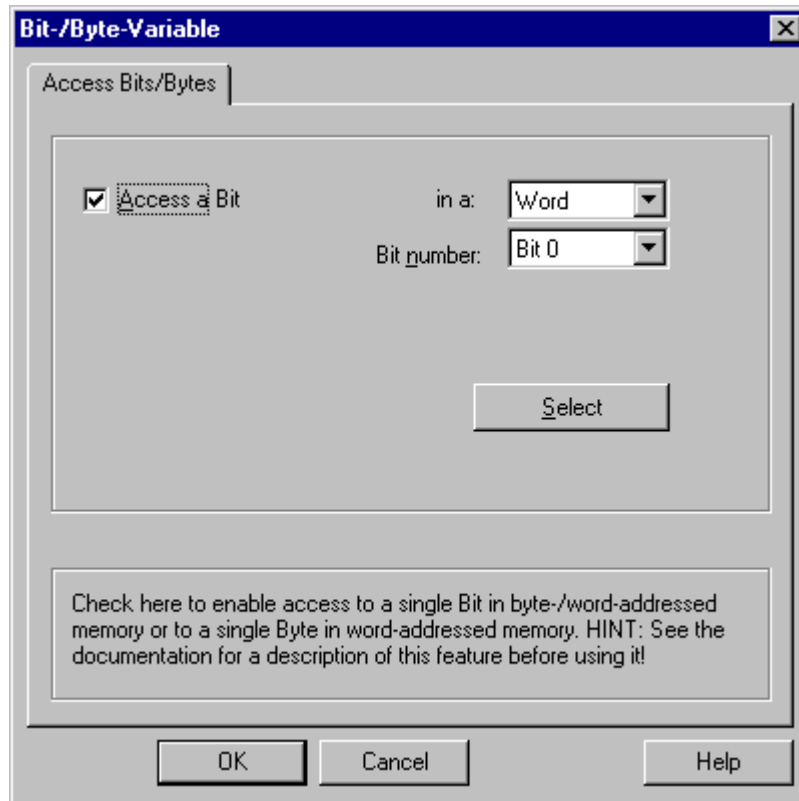 Bit-/Byte-Variable
Access Bits/Bytes
Access a Bit in a: Word
Bit number: Bit 0
Select
Check here to enable access to a single Bit in byte-/word-addressed
memory or to a single Byte in word-addressed memory. HINT: See the
documentation for a description of this feature before using it!
OK Cancel Help